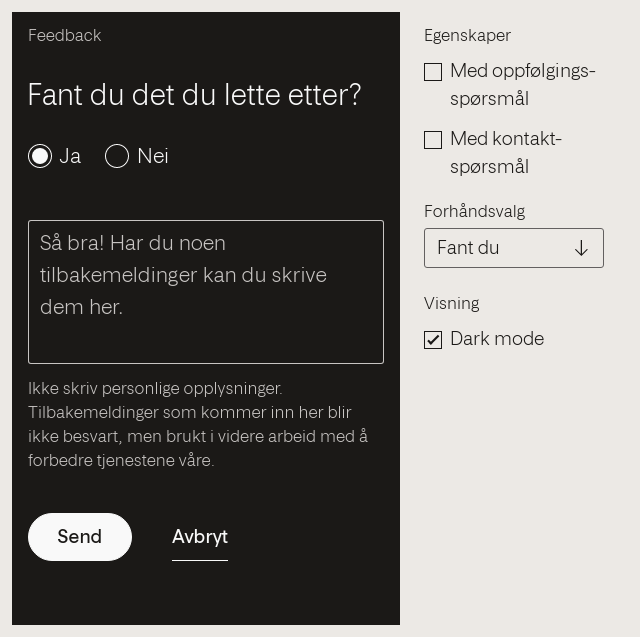 Feedback
Fant du det du lette etter?
Ja
Nei
Så bra! Har du noen
tilbakemeldinger kan du skrive
dem her.
Ikke skriv personlige opplysninger.
Tilbakemeldinger som kommer inn her blir
ikke besvart, men brukt i videre arbeid med å
forbedre tjenestene våre.
Send
Avbryt
Egenskaper
Med oppfølgings-
spørsmål
Med kontakt-
spørsmål
Forhåndsvalg
Fant du
Visning
Dark mode